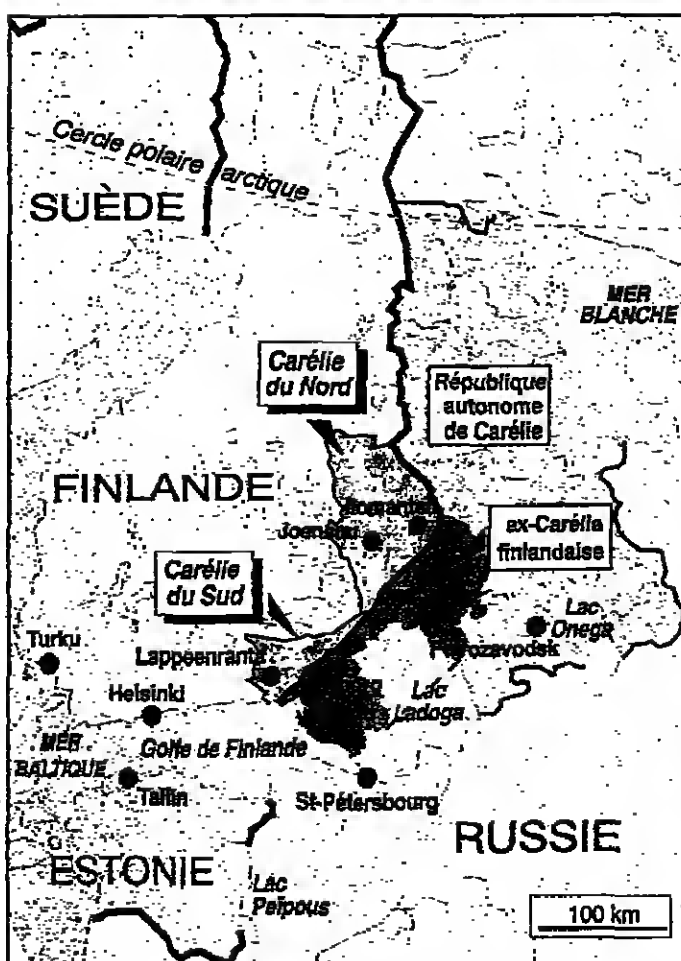 Cercle polaire arctique
SUÈDE
MER
BLANCHE
Carélie
du Nord
République
autonome
de Carélie
FINLANDE
ex-Carélie
finlandaise
Joensuu
Carélie
du Sud
Lac
Onega
Turku
Lappeenranta
Lac
Ladoga
Helsinki
MER
BALTIQUE
Golfe de Finlande
Tallin
St-Pétersbourg
RUSSIE
ESTONIE
Lac
Peïpous
100 km